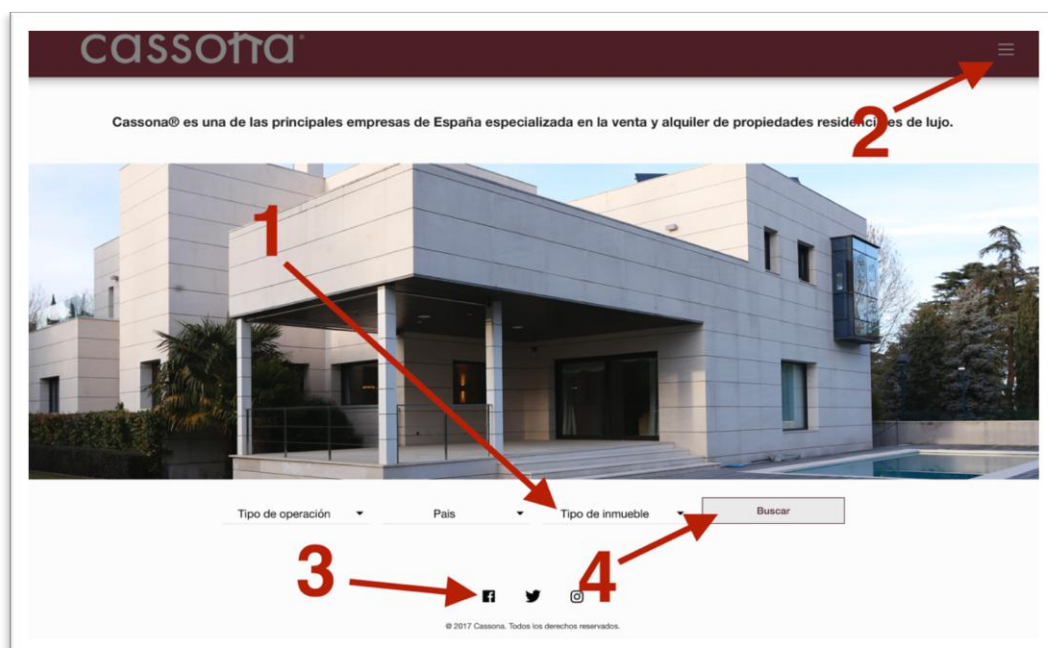 cassona
2
Cassona® es una de las principales empresas de España especializada en la venta y alquiler de propiedades residenciales de lujo.
1
Tipo de operación Pais Tipo de inmueble Buscar
3 4
© 2017 Cassona. Todos los derechos reservados.